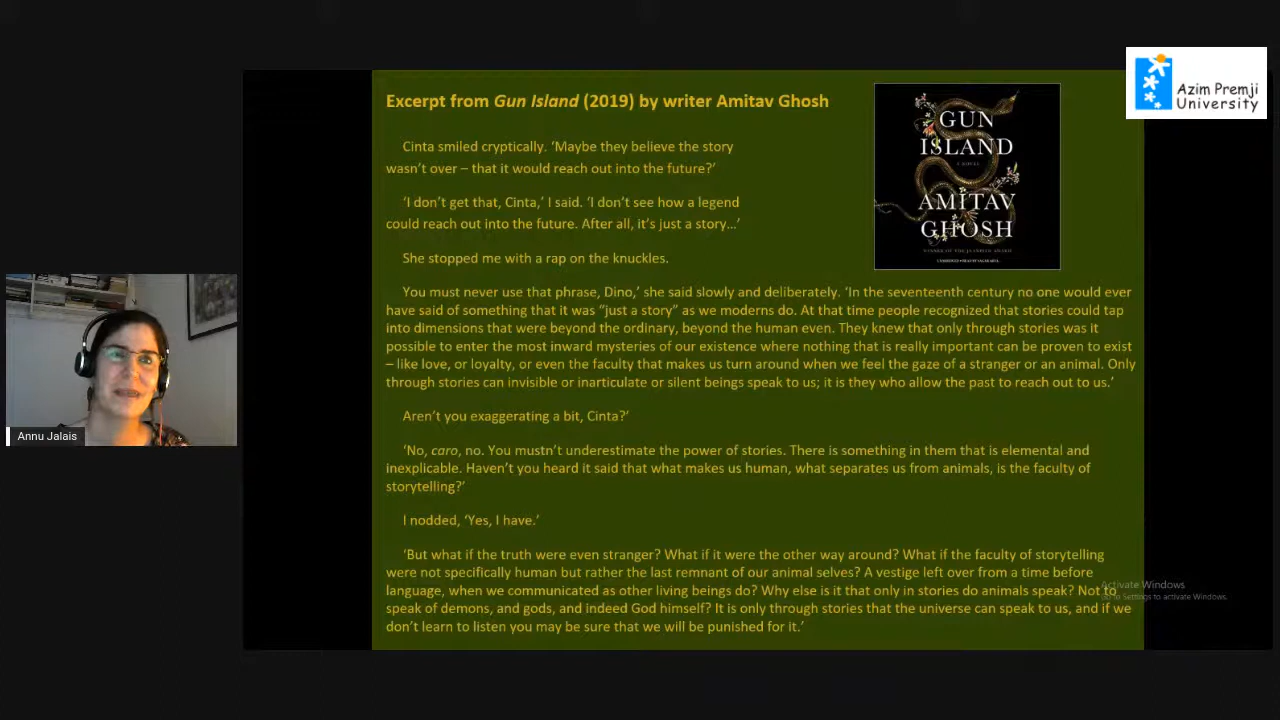 Azim Premji
University
Excerpt from Gun Island (2019) by writer Amitav Ghosh
GUN
ISLAND
A NOVEL
AMITAV
GHOSH
WINNER OF THE JNANPITH AWARD
Cinta smiled cryptically. ‘Maybe they believe the story
wasn’t over – that it would reach out into the future?’
‘I don’t get that, Cinta,’ I said. ‘I don’t see how a legend
could reach out into the future. After all, it’s just a story…’
She stopped me with a rap on the knuckles.
You must never use that phrase, Dino,’ she said slowly and deliberately. ‘In the seventeenth century no one would ever
have said of something that it was “just a story” as we moderns do. At that time people recognized that stories could tap
into dimensions that were beyond the ordinary, beyond the human even. They knew that only through stories was it
possible to enter the most inward mysteries of our existence where nothing that is really important can be proven to exist
– like love, or loyalty, or even the faculty that makes us turn around when we feel the gaze of a stranger or an animal. Only
through stories can invisible or inarticulate or silent beings speak to us; it is they who allow the past to reach out to us.’
Aren’t you exaggerating a bit, Cinta?’
‘No, caro, no. You mustn’t underestimate the power of stories. There is something in them that is elemental and
inexplicable. Haven’t you heard it said that what makes us human, what separates us from animals, is the faculty of
storytelling?’
I nodded, ‘Yes, I have.’
‘But what if the truth were even stranger? What if it were the other way around? What if the faculty of storytelling
were not specifically human but rather the last remnant of our animal selves? A vestige left over from a time before
language, when we communicated as other living beings do? Why else is it that only in stories do animals speak? Not to
speak of demons, and gods, and indeed God himself? It is only through stories that the universe can speak to us, and if we
don’t learn to listen you may be sure that we will be punished for it.’
Activate Windows
Go to Settings to activate Windows.
Annu Jalais